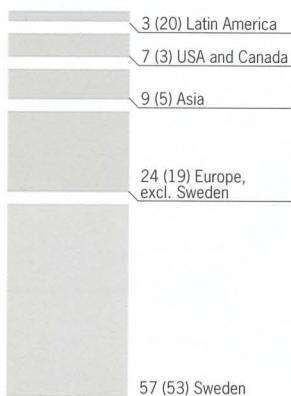 3 (20) Latin America
7 (3) USA and Canada
9 (5) Asia
24 (19) Europe,
excl. Sweden
57 (53) Sweden